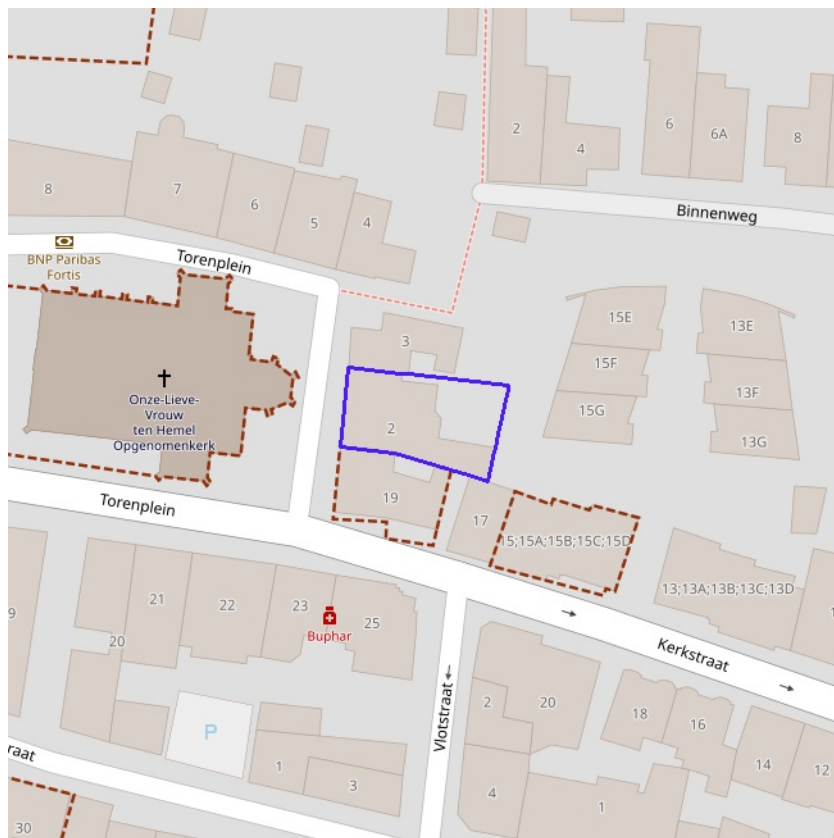 2
4
6
6A
8
8
7
6
5
4
Binnenweg
BNP Paribas
Fortis
Torenplein
3
15E
13E
15F
13F
15G
13G
Onze-Lieve-
Vrouw
ten Hemel
Opgenomenkerk
2
19
17
15;15A;15B;15C;15D
Torenplein
13;13A;13B;13C;13D
9
20
21
22
23
25
Buphar
Kerkstraat
Vlotstraat
2
20
18
16
14
12
P
1
3
4
1
raat
30